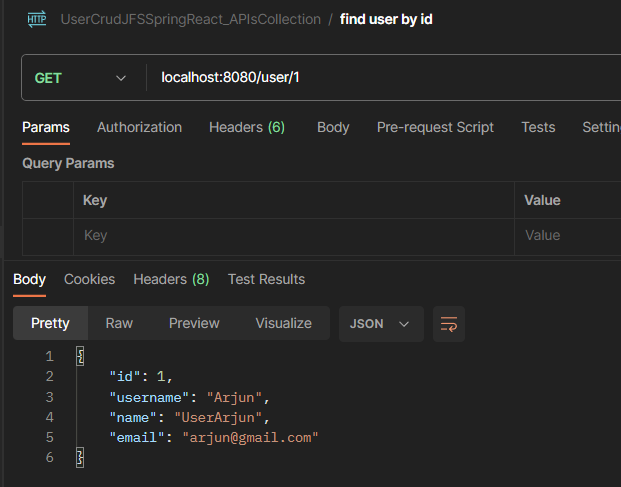 HTTP UserCrudJFSSpringReact_APIsCollection / find user by id
GET localhost:8080/user/1
Params Authorization Headers (6) Body Pre-request Script Tests Settin
Query Params
Key Value
Key Value
Body Cookies Headers (8) Test Results
Pretty Raw Preview Visualize JSON
1 {
2 "id": 1,
3 "username": "Arjun",
4 "name": "UserArjun",
5 "email": "arjun@gmail.com"
6 }